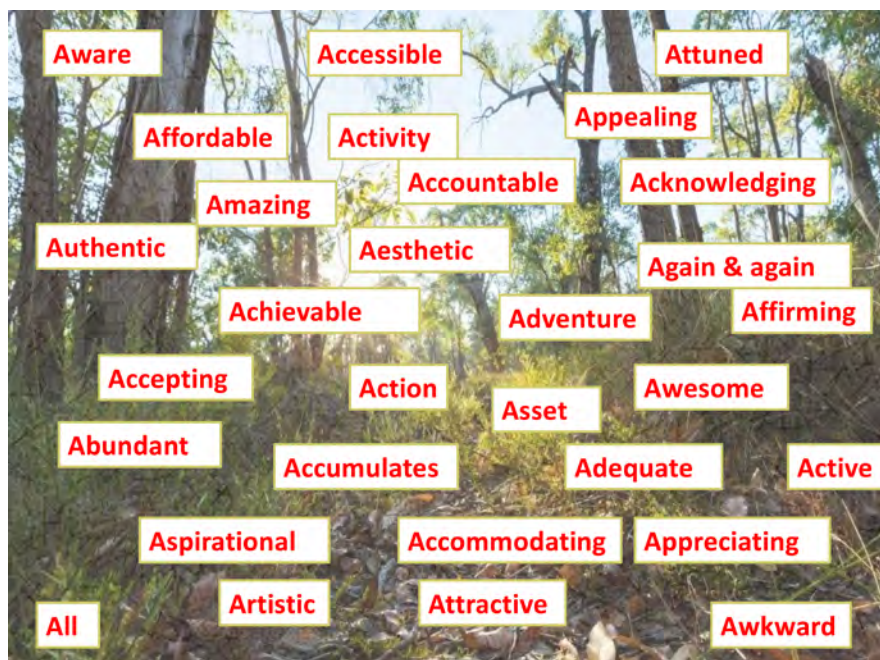 Aware
Accessible
Attuned
Appealing
Affordable
Activity
Accountable
Acknowledging
Amazing
Authentic
Aesthetic
Again & again
Achievable
Adventure
Affirming
Accepting
Action
Awesome
Asset
Abundant
Accumulates
Adequate
Active
Aspirational
Accommodating
Appreciating
Artistic
Attractive
All
Awkward